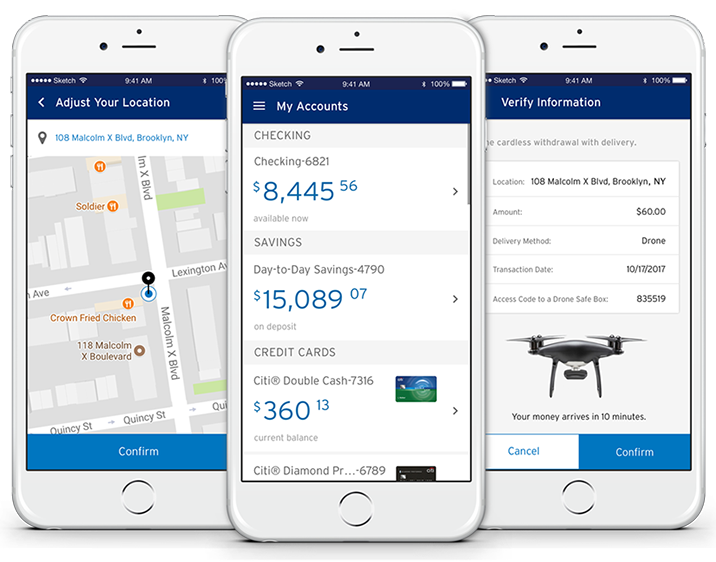 Sketch 9:41 AM 100%
Adjust Your Location
108 Malcolm X Blvd, Brooklyn, NY
m X Blvd
Soldier
Lexington Av
n Ave
Crown Fried Chicken
Malcolm X Blvd
118 Malcolm
X Boulevard
Quincy St
Quincy St
Qu
Confirm
Sketch 9:41 AM 100%
My Accounts
CHECKING
Checking-6821
$8,445 56
available now
SAVINGS
Day-to-Day Savings-4790
$15,089 07
on deposit
CREDIT CARDS
Citi® Double Cash-7316
$360 13
current balance
Citi® Diamond Pr...-6789
citi
Sketch 9:41 AM 100%
Verify Information
e cardless withdrawal with delivery.
Location: 108 Malcolm X Blvd, Brooklyn, NY
Amount: $60.00
Delivery Method: Drone
Transaction Date: 10/17/2017
Access Code to a Drone Safe Box: 835519
Your money arrives in 10 minutes.
Cancel Confirm